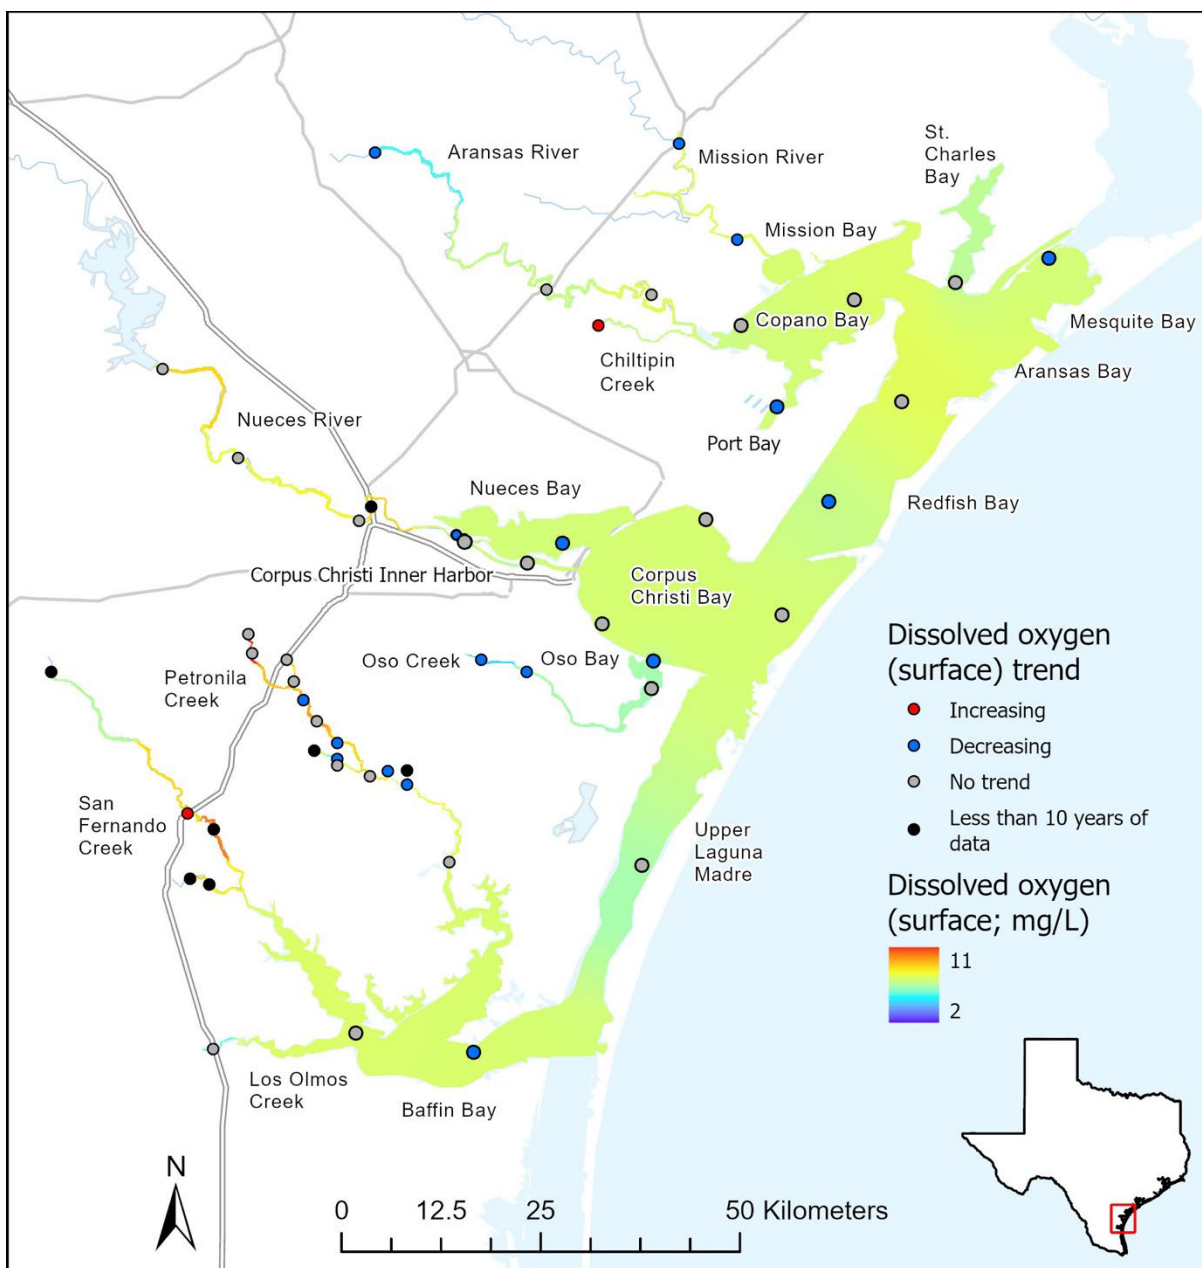 Aransas River
Mission River
St.
Charles
Bay
Mission Bay
Copano Bay
Mesquite Bay
Chiltipin
Creek
Aransas Bay
Nueces River
Port Bay
Nueces Bay
Redfish Bay
Corpus Christi Inner Harbor
Corpus
Christi Bay
Oso Creek
Oso Bay
Petronila
Creek
San
Fernando
Creek
Upper
Laguna
Madre
Los Olmos
Creek
Baffin Bay
Dissolved oxygen
(surface) trend
Increasing
Decreasing
No trend
Less than 10 years of
data
Dissolved oxygen
(surface; mg/L)
11
2
N
0 12.5 25 50 Kilometers